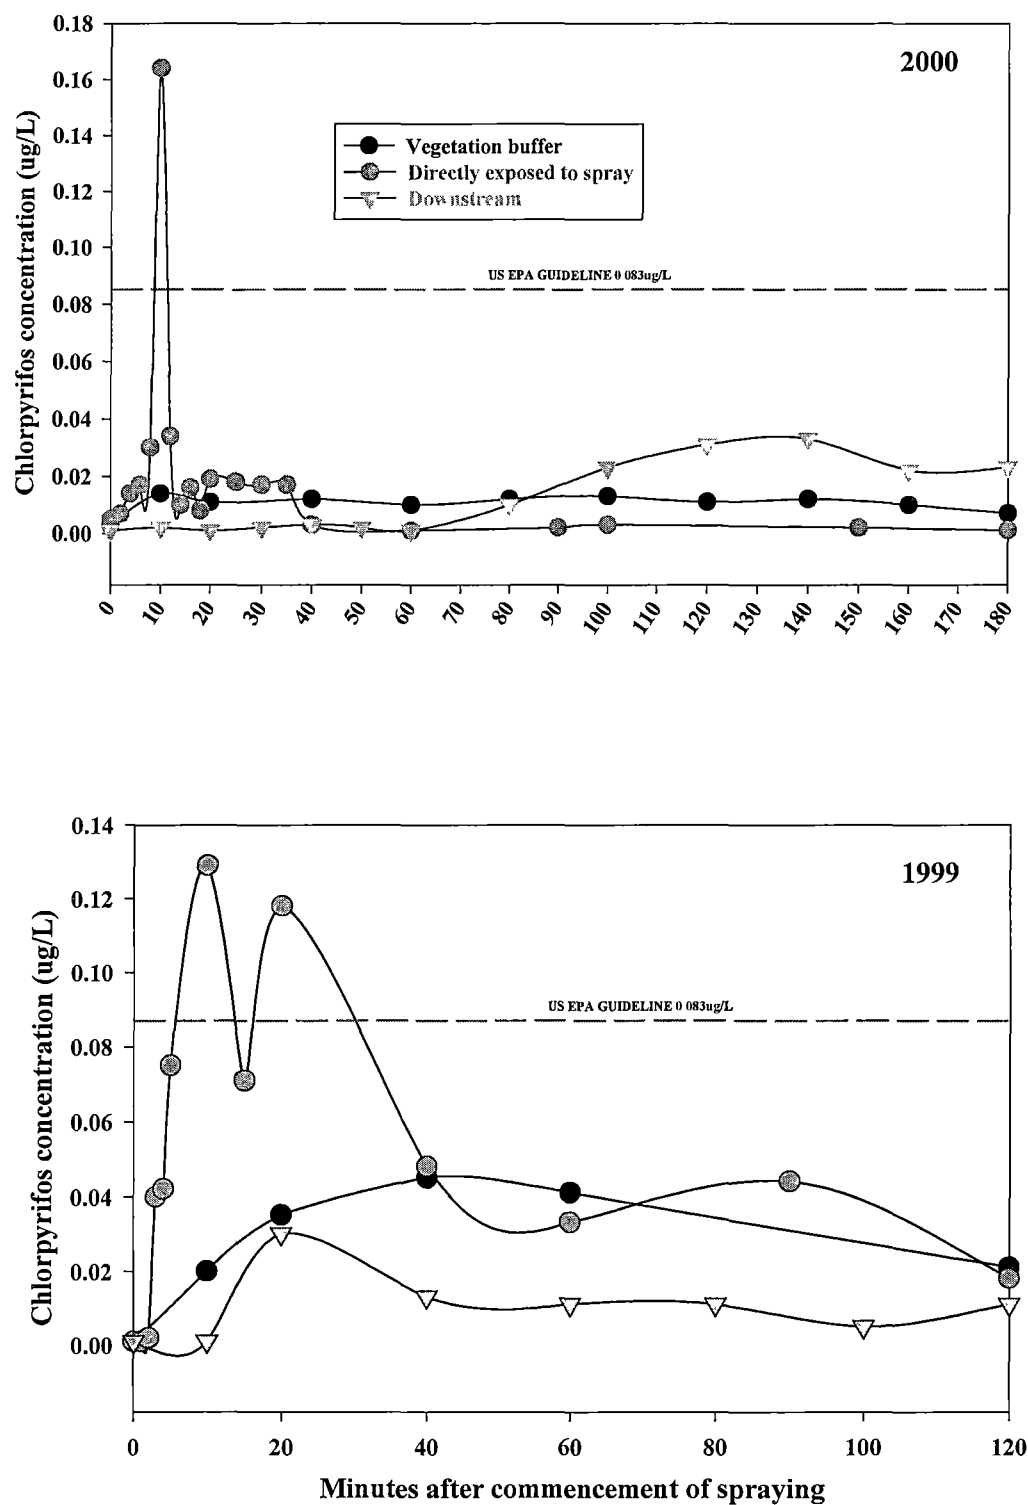 0.18
2000
0.16
0.14
Vegetation buffer
0.12
Directly exposed to spray
Downstream
0.10
US EPA GUIDELINE 0 083ug/L
0.08
0.06
0.04
0.02
0.00
Chlorpyrifos concentration (ug/L)
0 10 20 30 40 50 60 70 80 90 100 110 120 130 140 150 160 170 180
0.14
1999
0.12
0.10
US EPA GUIDELINE 0 083ug/L
0.08
0.06
0.04
0.02
0.00
Chlorpyrifos concentration (ug/L)
0 20 40 60 80 100 120
Minutes after commencement of spraying